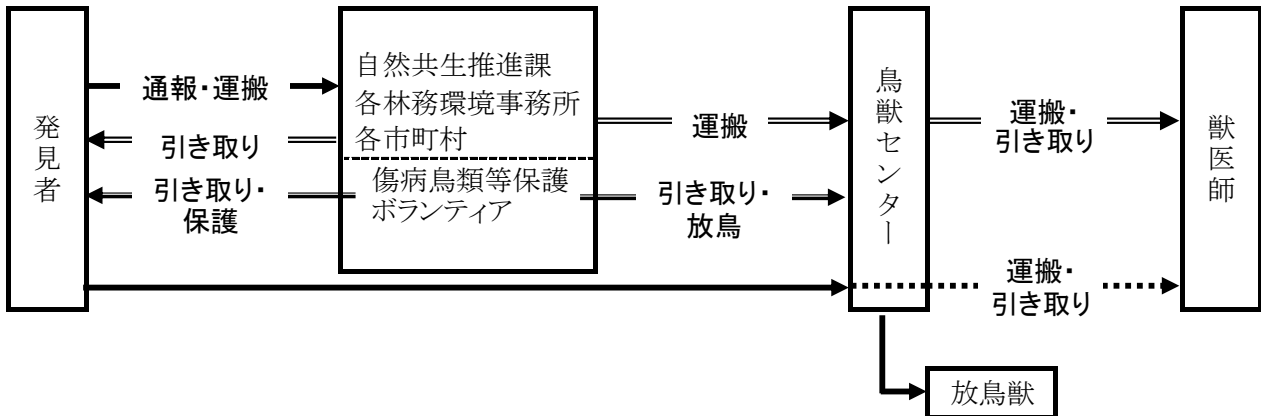 発見者
通報・運搬
引き取り
引き取り・
保護
自然共生推進課
各林務環境事務所
各市町村
傷病鳥類等保護
ボランティア
運搬
引き取り・
放鳥
鳥獣センター
運搬・
引き取り
運搬・
引き取り
獣医師
放鳥獣